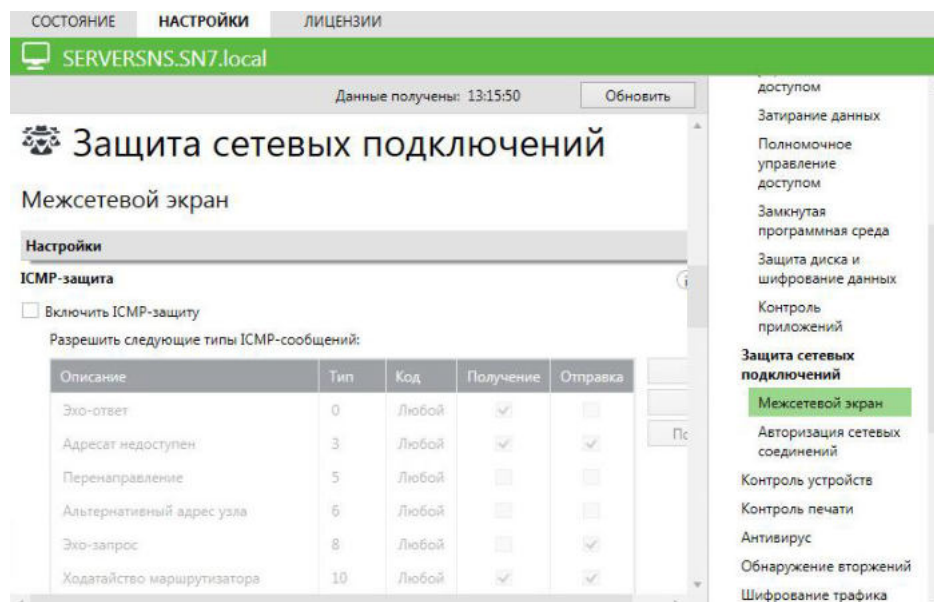 СОСТОЯНИЕ НАСТРОЙКИ ЛИЦЕНЗИИ
SERVERSNS.SN7.local
Данные получены: 13:15:50 Обновить
Защита сетевых подключений
Межсетевой экран
Настройки
ICMP-защита
Включить ICMP-защиту
Разрешить следующие типы ICMP-сообщений:
Описание Тип Код Получение Отправка
Эхо-ответ 0 Любой
Адресат недоступен 3 Любой
Перенаправление 5 Любой
Альтернативный адрес узла 6 Любой
Эхо-запрос 8 Любой
Ходатайство маршрутизатора 10 Любой
доступом
Затирание данных
Полномочное
управление
доступом
Замкнутая
программная среда
Защита диска и
шифрование данных
Контроль
приложений
Защита сетевых
подключений
Межсетевой экран
Авторизация сетевых
соединений
Контроль устройств
Контроль печати
Антивирус
Обнаружение вторжений
Шифрование трафика